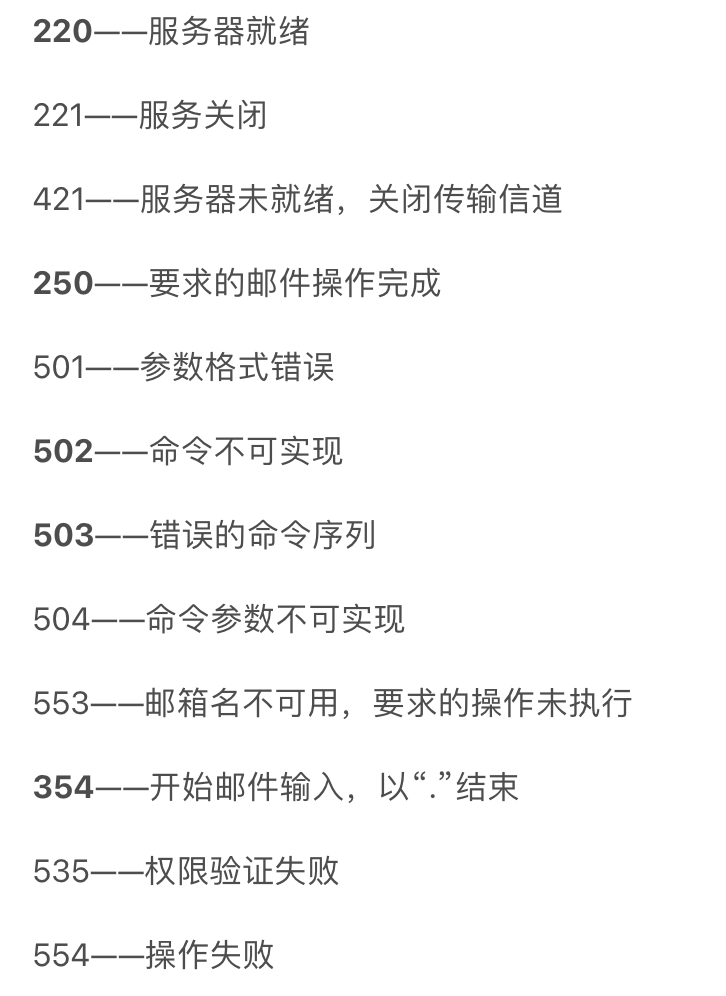 220——服务器就绪
221——服务关闭
421——服务器未就绪，关闭传输信道
250——要求的邮件操作完成
501——参数格式错误
502——命令不可实现
503——错误的命令序列
504——命令参数不可实现
553——邮箱名不可用，要求的操作未执行
354——开始邮件输入，以“.”结束
535——权限验证失败
554——操作失败